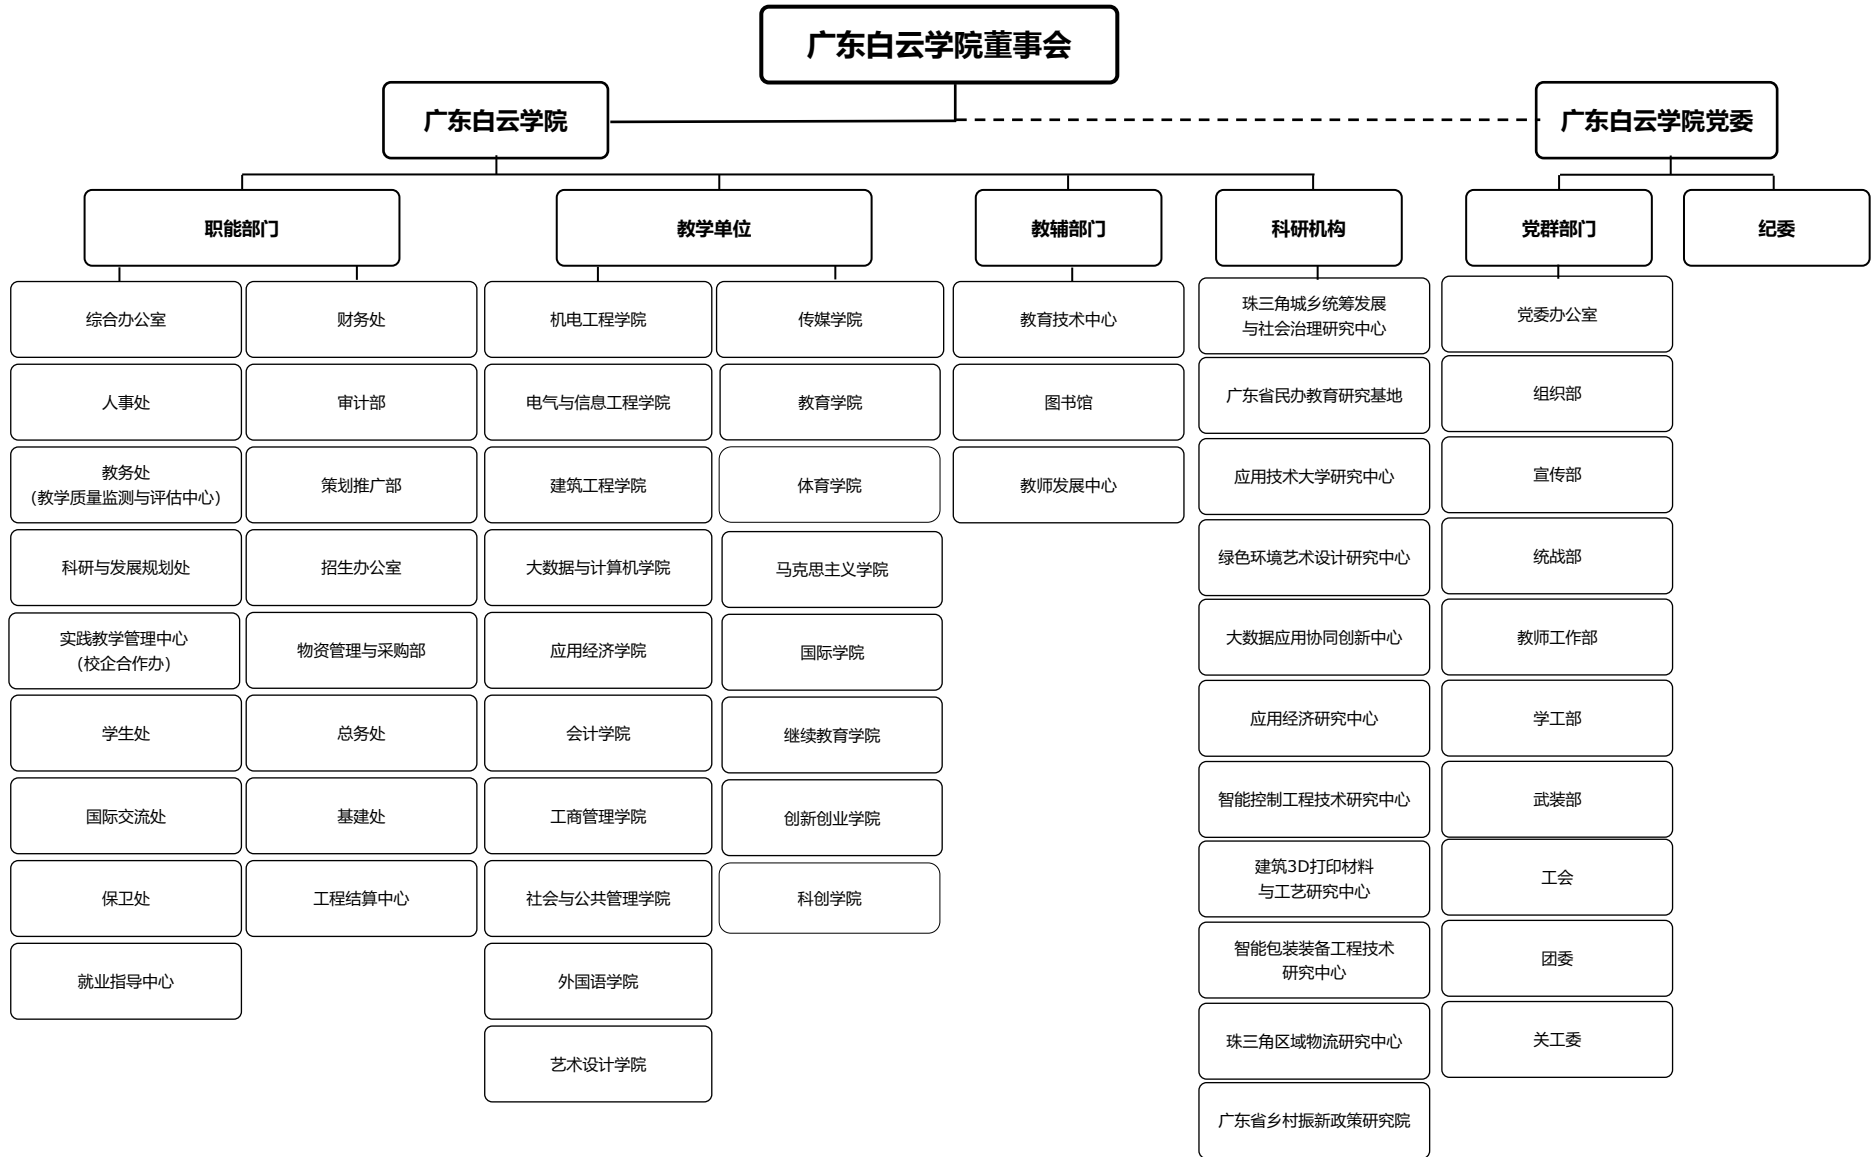 广东白云学院董事会
广东白云学院
广东白云学院党委
职能部门
教学单位
教辅部门
科研机构
党群部门
纪委
综合办公室
人事处
教务处
（教学质量监测与评估中心）
科研与发展规划处
实践教学管理中心
（校企合作办）
学生处
国际交流处
保卫处
就业指导中心
财务处
审计部
策划推广部
招生办公室
物资管理与采购部
总务处
基建处
工程结算中心
机电工程学院
电气与信息工程学院
建筑工程学院
大数据与计算机学院
应用经济学院
会计学院
工商管理学院
社会与公共管理学院
外国语学院
艺术设计学院
传媒学院
教育学院
体育学院
马克思主义学院
国际学院
继续教育学院
创新创业学院
科创学院
教育技术中心
图书馆
教师发展中心
珠三角城乡统筹发展
与社会治理研究中心
广东省民办教育研究基地
应用技术大学研究中心
绿色环境艺术设计研究中心
大数据应用协同创新中心
应用经济研究中心
智能控制工程技术研究中心
建筑3D打印材料
与工艺研究中心
智能包装装备工程技术
研究中心
珠三角区域物流研究中心
广东省乡村振新政策研究院
党委办公室
组织部
宣传部
统战部
教师工作部
学工部
武装部
工会
团委
关工委